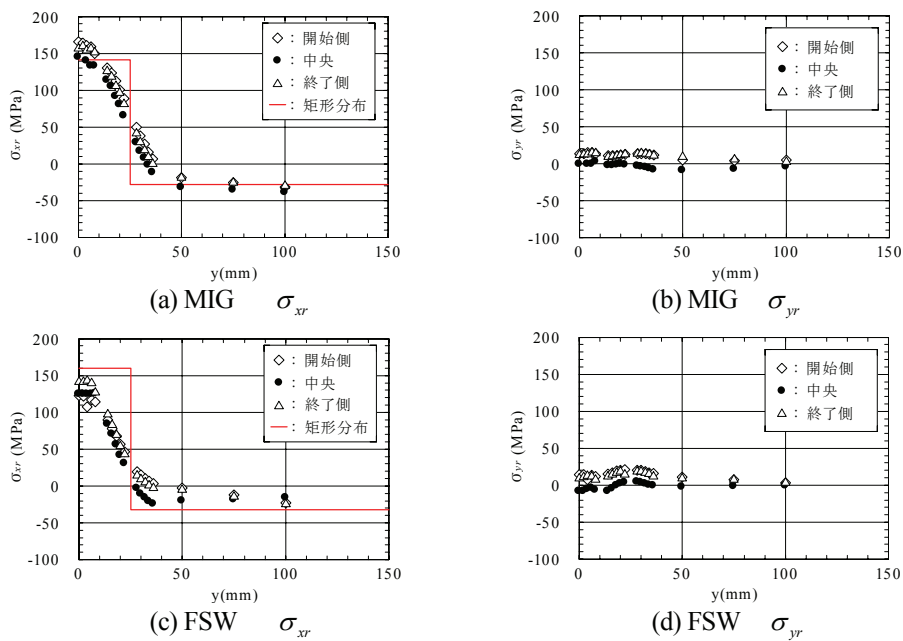 200
150
100
50
0
-50
-100
σxr (MPa)
0 50 100 150
y(mm)
◇：開始側
●：中央
△：終了側
―：矩形分布
(a) MIG σxr
200
150
100
50
0
-50
-100
σyr (MPa)
0 50 100 150
y(mm)
◇：開始側
●：中央
△：終了側
(b) MIG σyr
200
150
100
50
0
-50
-100
σxr (MPa)
0 50 100 150
y(mm)
◇：開始側
●：中央
△：終了側
―：矩形分布
(c) FSW σxr
200
150
100
50
0
-50
-100
σyr (MPa)
0 50 100 150
y(mm)
◇：開始側
●：中央
△：終了側
(d) FSW σyr